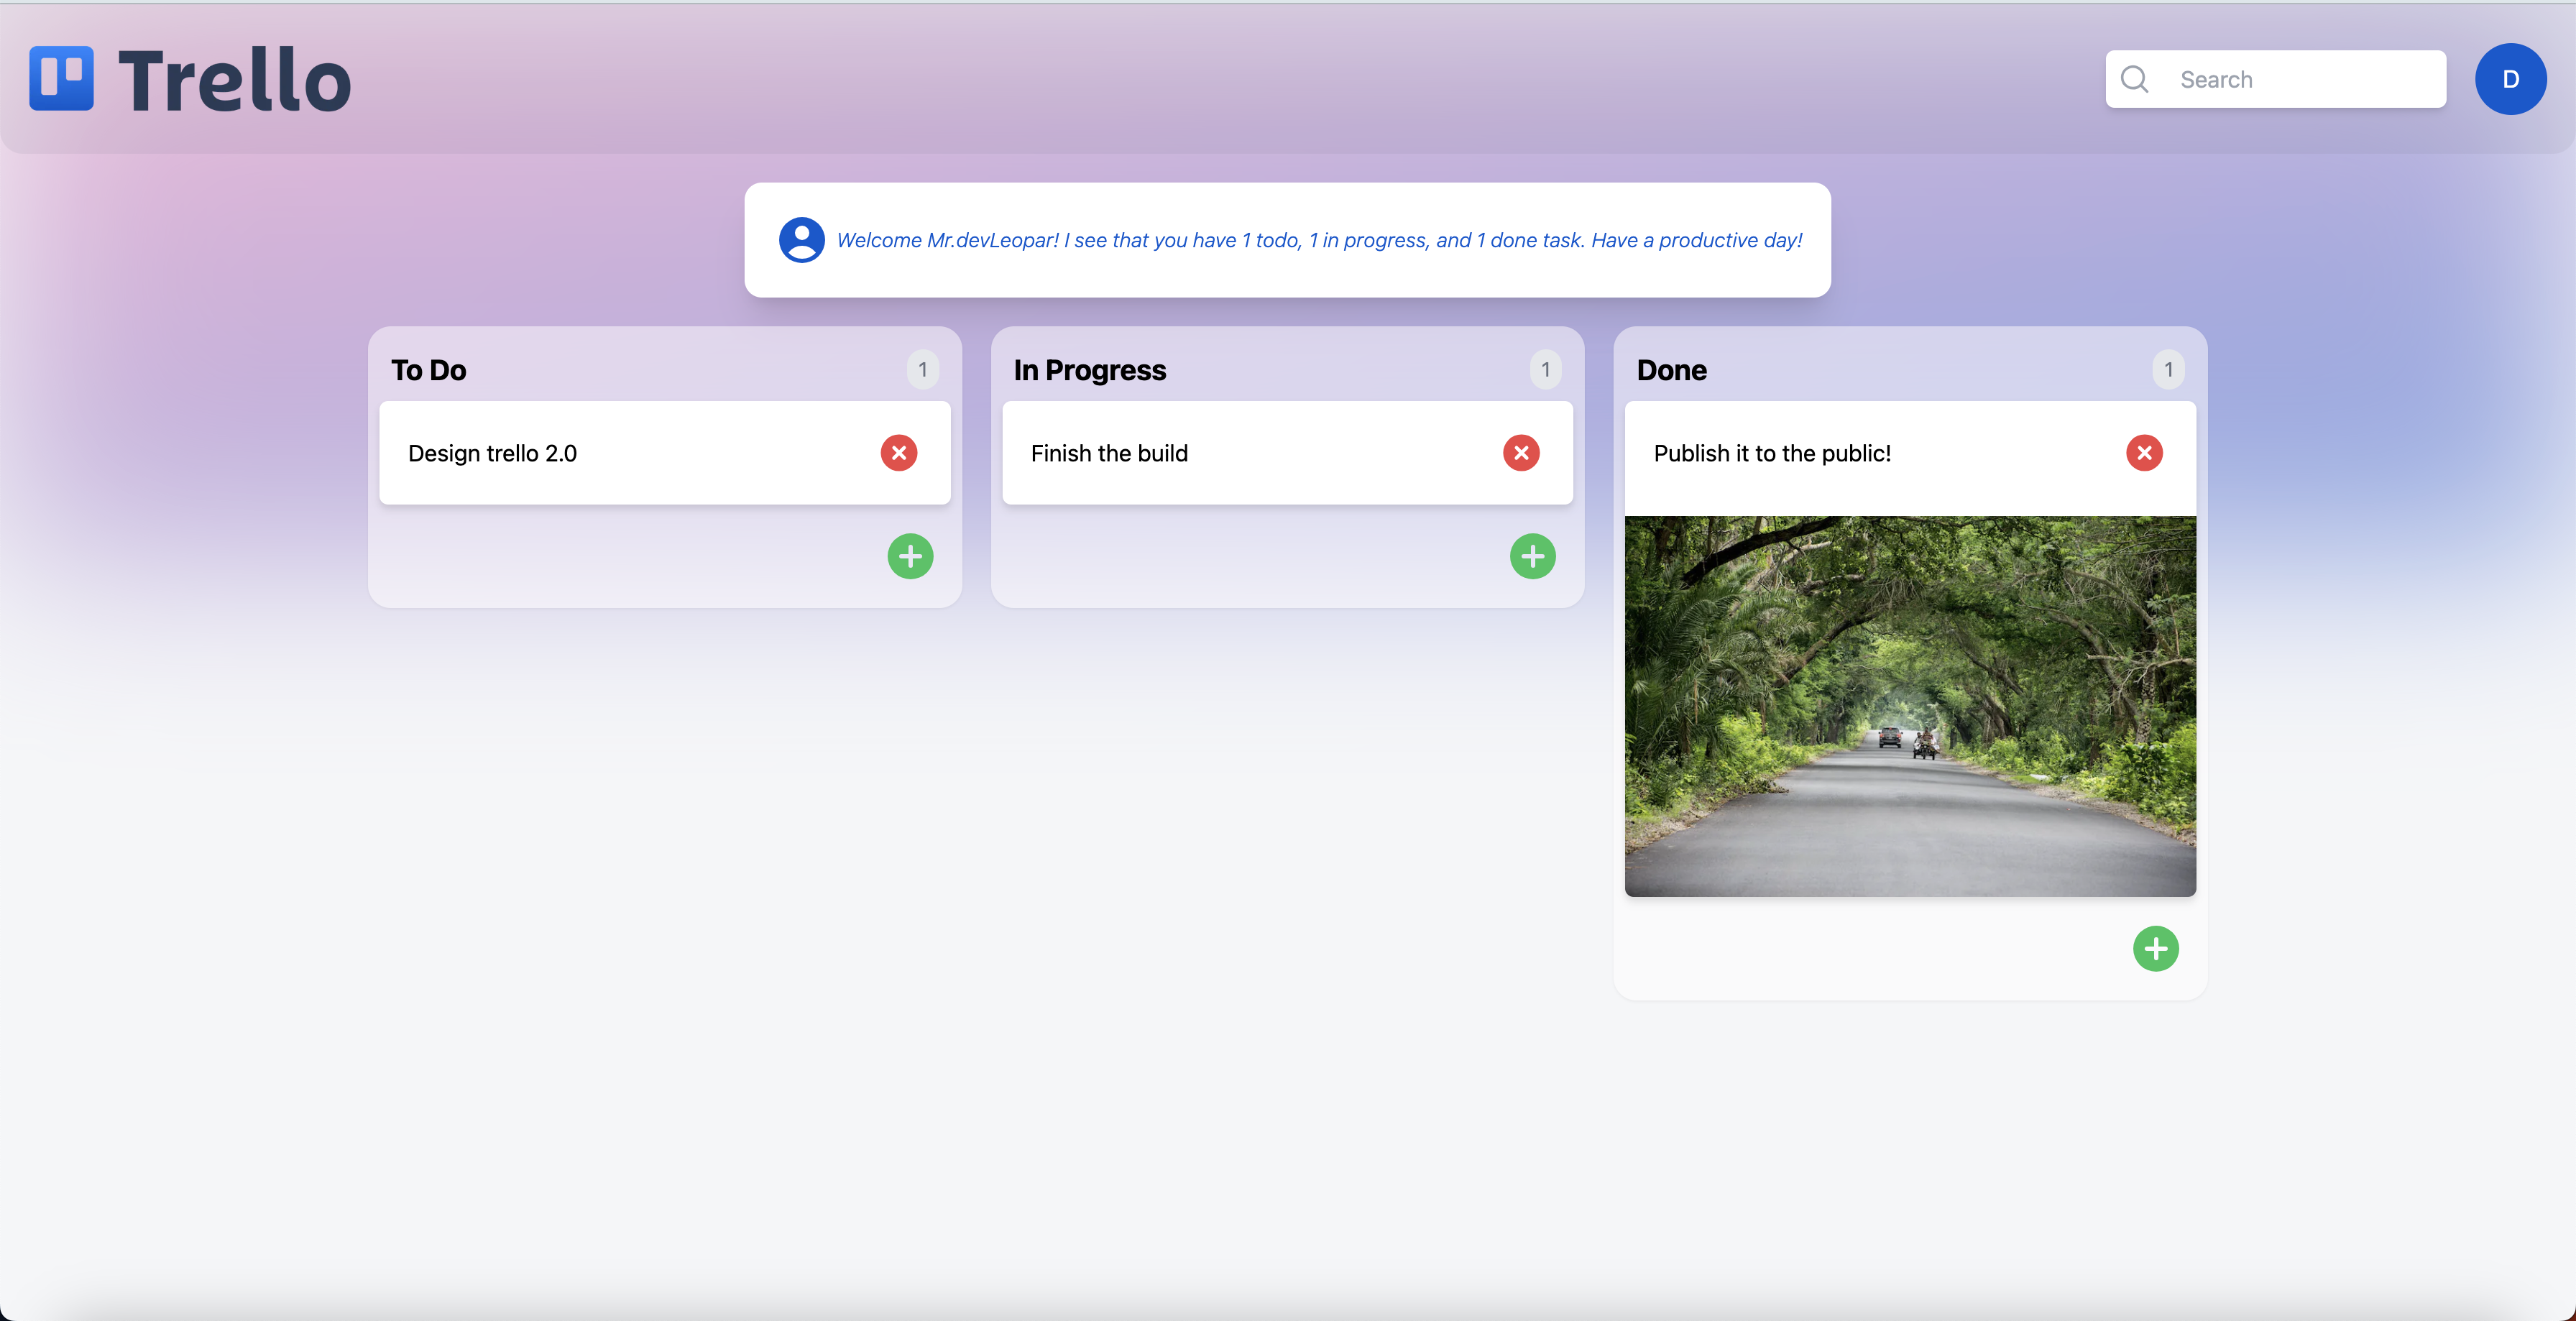 Trello
Search
D
Welcome Mr.devLeopar! I see that you have 1 todo, 1 in progress, and 1 done task. Have a productive day!
To Do
1
Design trello 2.0
In Progress
1
Finish the build
Done
1
Publish it to the public!